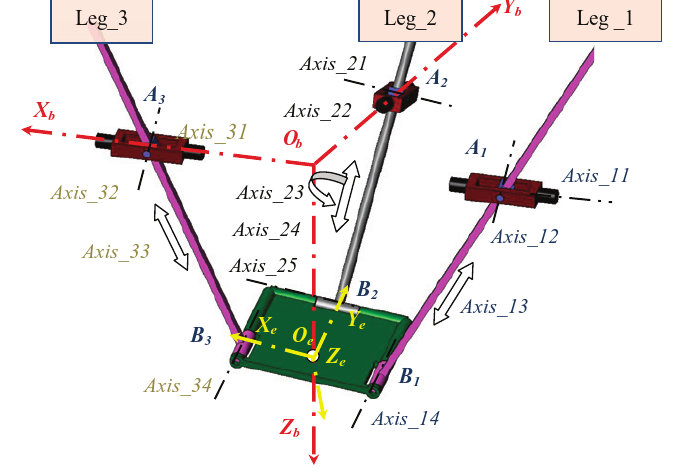 Leg_3
Leg_2
Leg _1
Y_b
Axis_21
A_2
A_3
Axis_22
X_b
Axis_31
O_b
A_1
Axis_11
Axis_32
Axis_23
Axis_24
Axis_12
Axis_33
Axis_25
B_2
Axis_13
X_e
Y_e
B_3
O_e
Z_e
B_1
Axis_34
Axis_14
Z_b